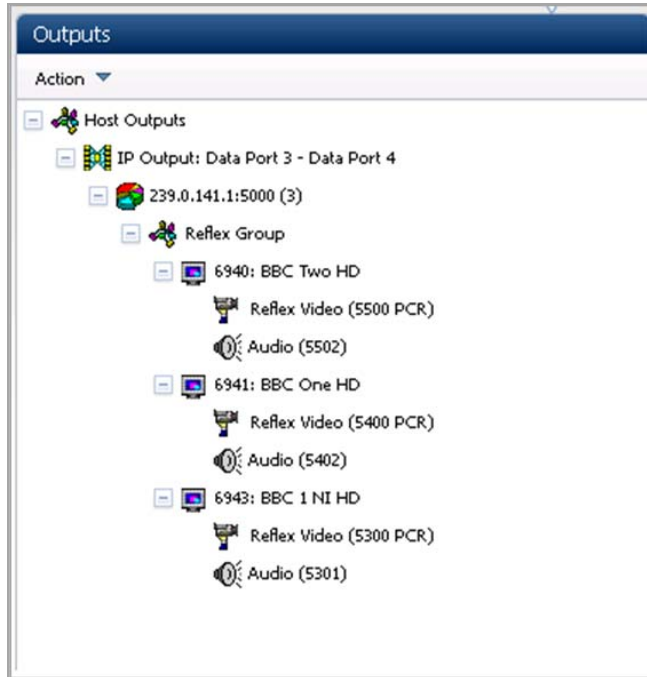 Outputs
Action
Host Outputs
IP Output: Data Port 3 - Data Port 4
239.0.141.1:5000 (3)
Reflex Group
6940: BBC Two HD
Reflex Video (5500 PCR)
Audio (5502)
6941: BBC One HD
Reflex Video (5400 PCR)
Audio (5402)
6943: BBC 1 NI HD
Reflex Video (5300 PCR)
Audio (5301)